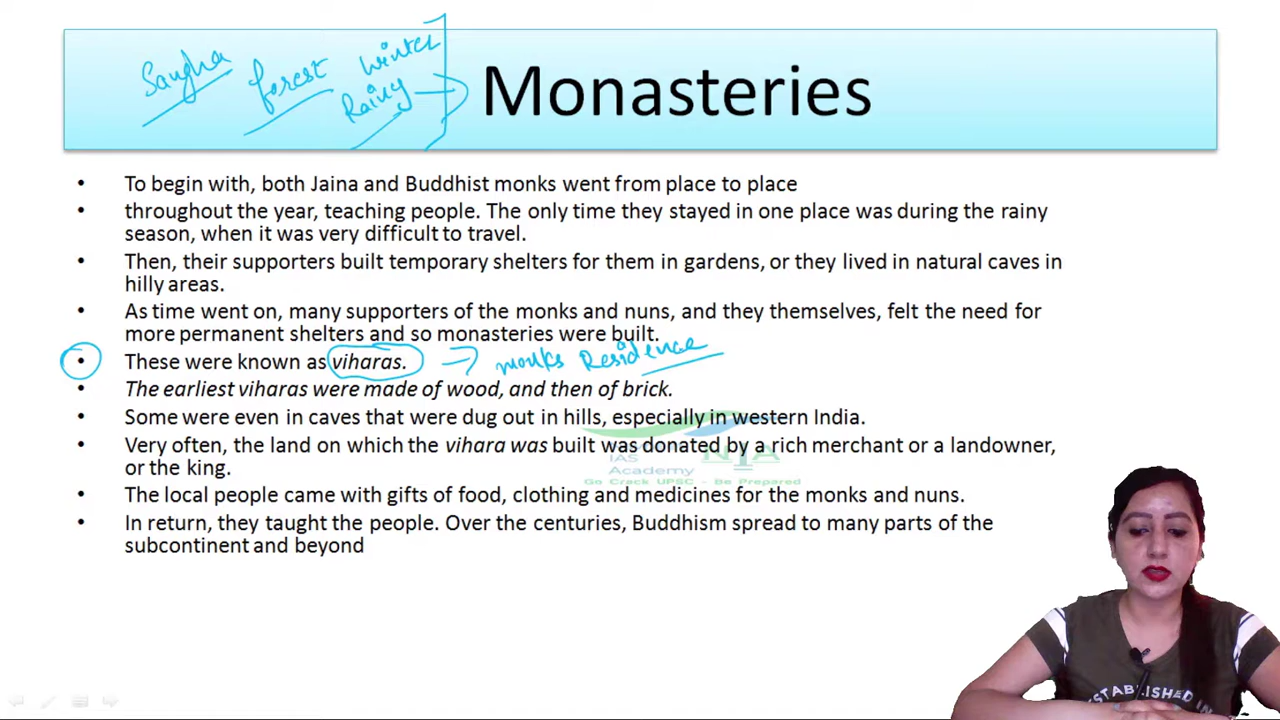 Sangha forest Winter
Rainy
Monasteries
• To begin with, both Jaina and Buddhist monks went from place to place
• throughout the year, teaching people. The only time they stayed in one place was during the rainy
season, when it was very difficult to travel.
• Then, their supporters built temporary shelters for them in gardens, or they lived in natural caves in
hilly areas.
• As time went on, many supporters of the monks and nuns, and they themselves, felt the need for
more permanent shelters and so monasteries were built.
• These were known as viharas. → monks Residence
• The earliest viharas were made of wood, and then of brick.
• Some were even in caves that were dug out in hills, especially in western India.
• Very often, the land on which the vihara was built was donated by a rich merchant or a landowner,
or the king.
IAS
Academy
NIA
Go Crack UPSC - Be Prepared
• The local people came with gifts of food, clothing and medicines for the monks and nuns.
• In return, they taught the people. Over the centuries, Buddhism spread to many parts of the
subcontinent and beyond
ESTABLISHED IN